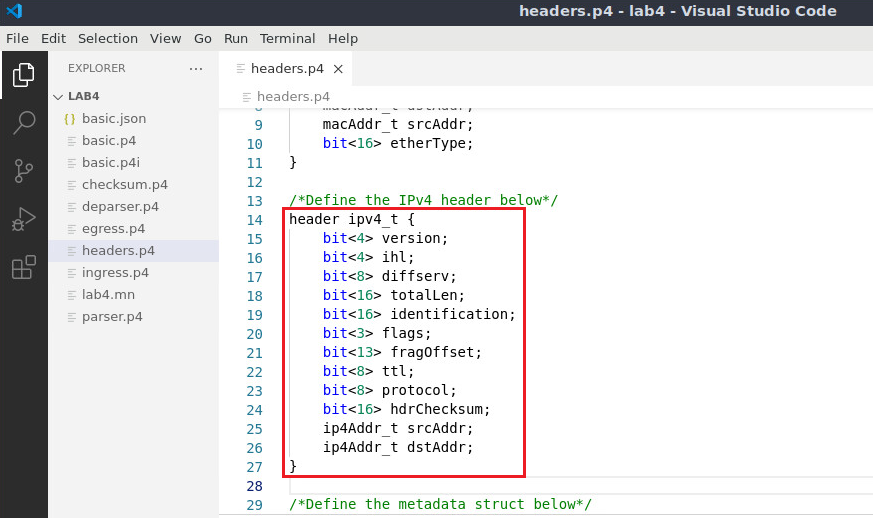 headers.p4 - lab4 - Visual Studio Code
File Edit Selection View Go Run Terminal Help
EXPLORER ···
LAB4
{ } basic.json
basic.p4
basic.p4i
checksum.p4
deparser.p4
egress.p4
headers.p4
ingress.p4
lab4.mn
parser.p4
headers.p4 ×
headers.p4
8 macAddr_t dstAddr;
9 macAddr_t srcAddr;
10 bit<16> etherType;
11 }
12
13 /*Define the IPv4 header below*/
14 header ipv4_t {
15 bit<4> version;
16 bit<4> ihl;
17 bit<8> diffserv;
18 bit<16> totalLen;
19 bit<16> identification;
20 bit<3> flags;
21 bit<13> fragOffset;
22 bit<8> ttl;
23 bit<8> protocol;
24 bit<16> hdrChecksum;
25 ip4Addr_t srcAddr;
26 ip4Addr_t dstAddr;
27 }
28
29 /*Define the metadata struct below*/